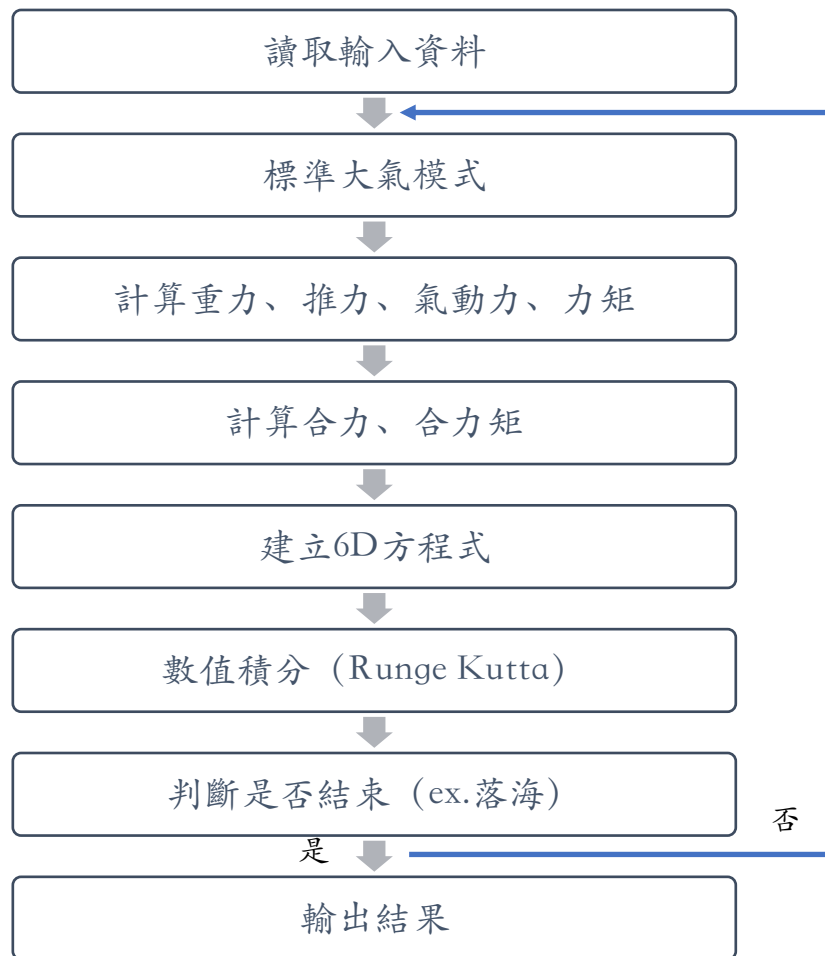 讀取輸入資料
標準大氣模式
計算重力、推力、氣動力、力矩
計算合力、合力矩
建立6D方程式
數值積分（Runge Kutta）
判斷是否結束（ex.落海）
否
是
輸出結果